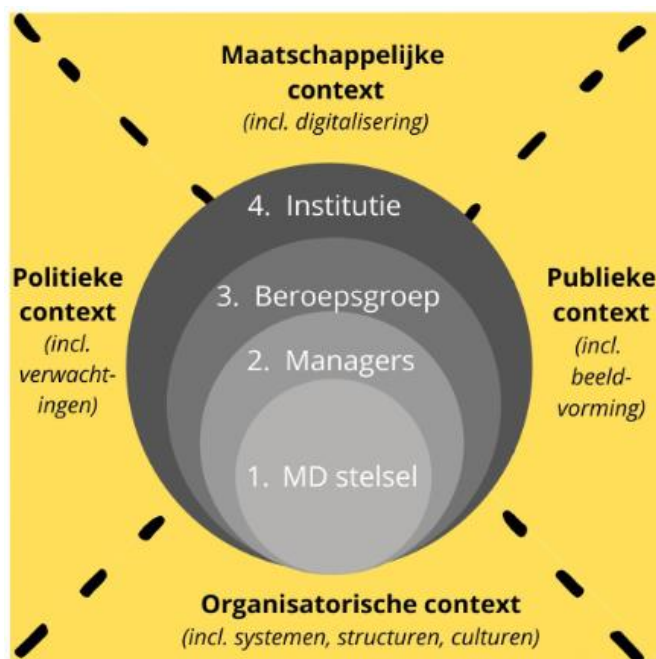 Maatschappelijke
context
(incl. digitalisering)
4. Institutie
Politieke
context
(incl.
verwacht-
ingen)
3. Beroepsgroep
Publieke
context
(incl.
beeld-
vorming)
2. Managers
1. MD stelsel
Organisatorische context
(incl. systemen, structuren, culturen)